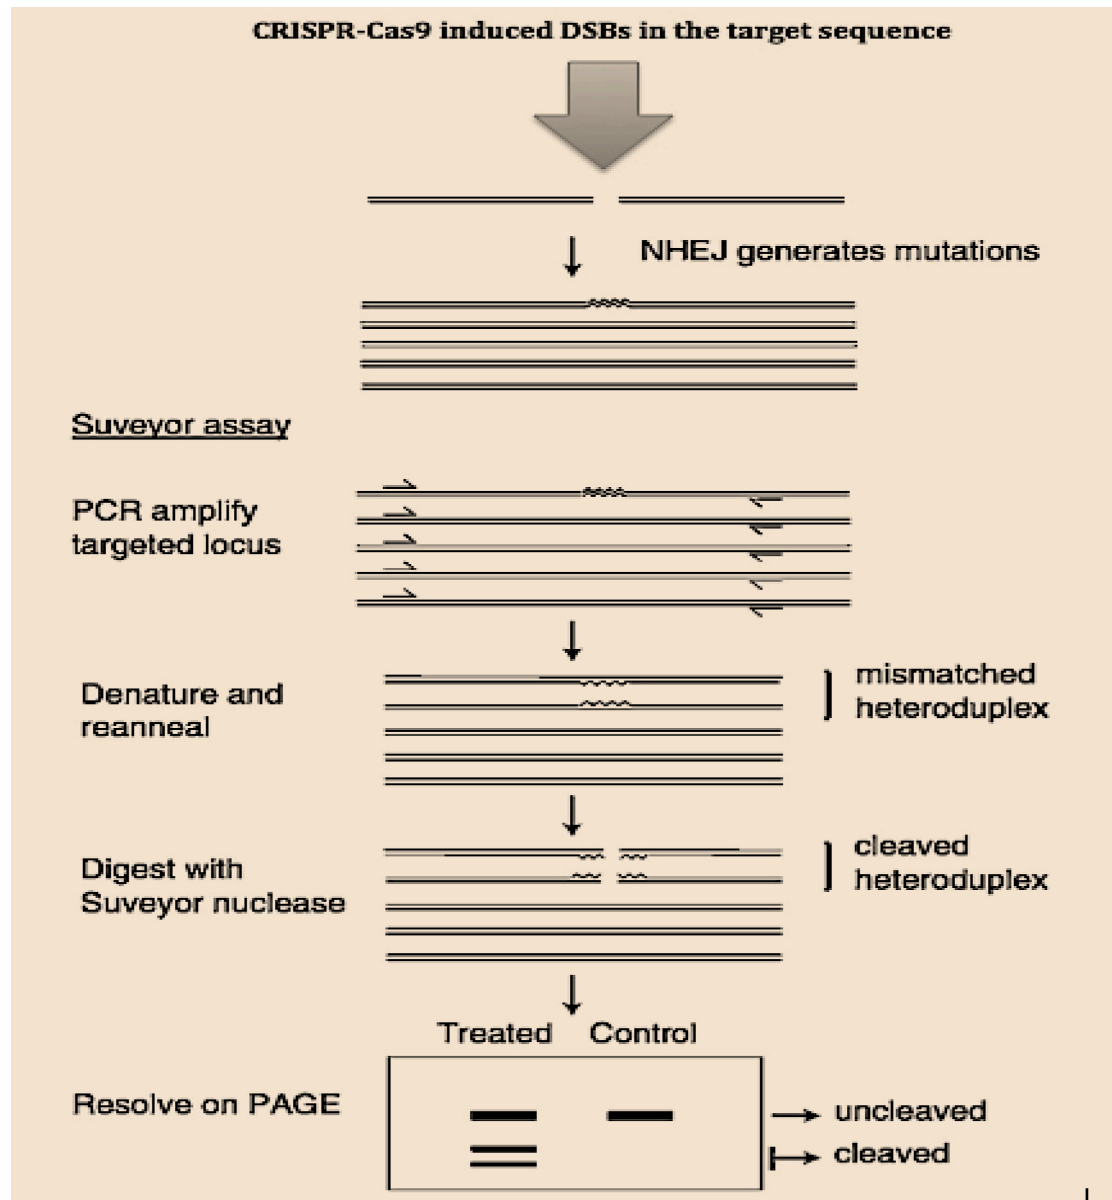 CRISPR-Cas9 induced DSBs in the target sequence
NHEJ generates mutations
Suveyor assay
PCR amplify
targeted locus
Denature and
reanneal
mismatched
heteroduplex
Digest with
Suveyor nuclease
cleaved
heteroduplex
Treated Control
Resolve on PAGE
uncleaved
cleaved